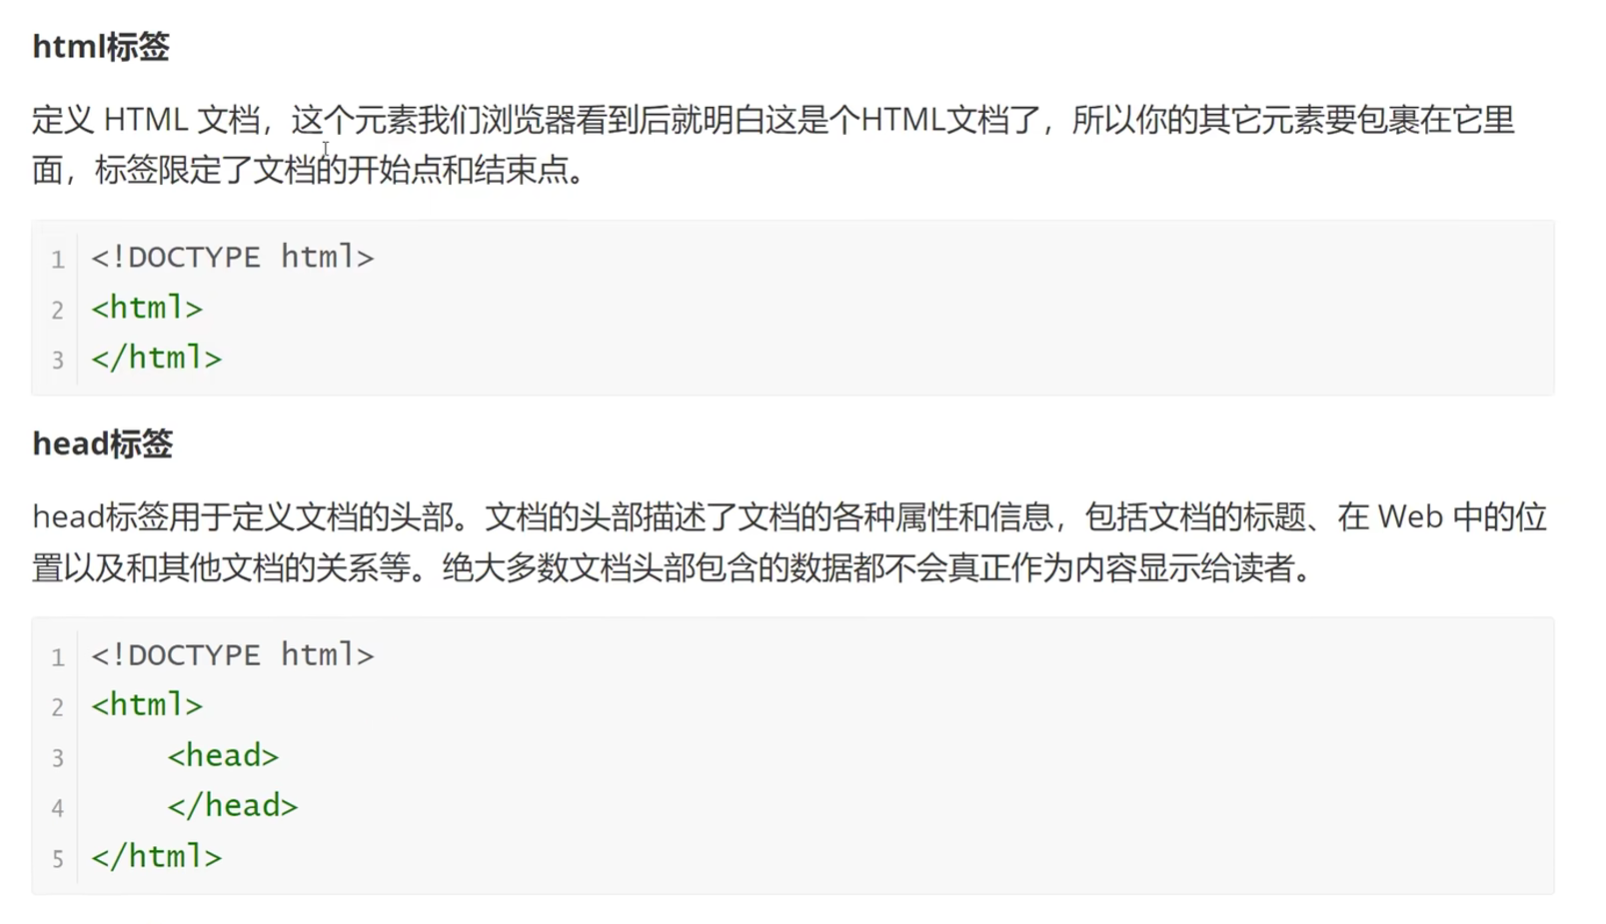 html标签
定义 HTML 文档，这个元素我们浏览器看到后就明白这是个HTML文档了，所以你的其它元素要包裹在它里
面，标签限定了文档的开始点和结束点。
1 <!DOCTYPE html>
2 <html>
3 </html>
head标签
head标签用于定义文档的头部。文档的头部描述了文档的各种属性和信息，包括文档的标题、在 Web 中的位
置以及和其他文档的关系等。绝大多数文档头部包含的数据都不会真正作为内容显示给读者。
1 <!DOCTYPE html>
2 <html>
3     <head>
4     </head>
5 </html>